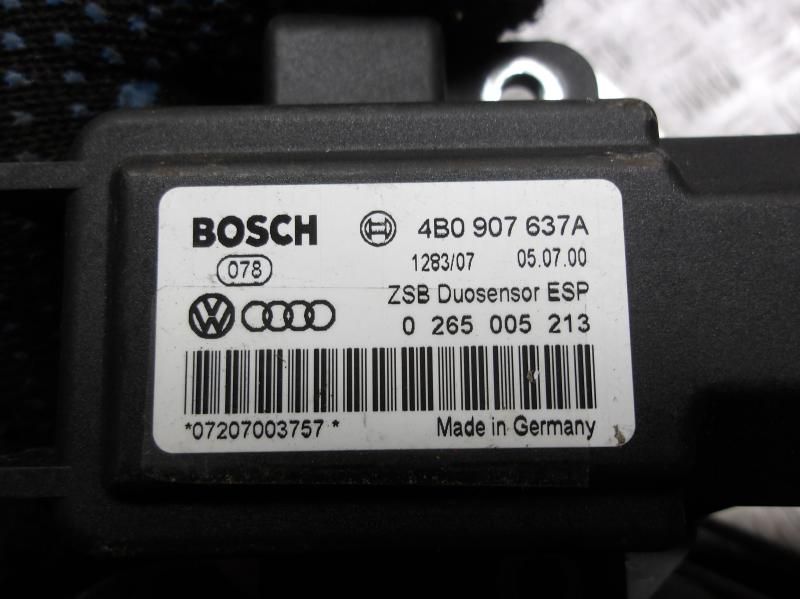 BOSCH 4B0 907 637A
078 1283/07 05.07.00
ZSB Duosensor ESP
0 265 005 213
*07207003757* Made in Germany